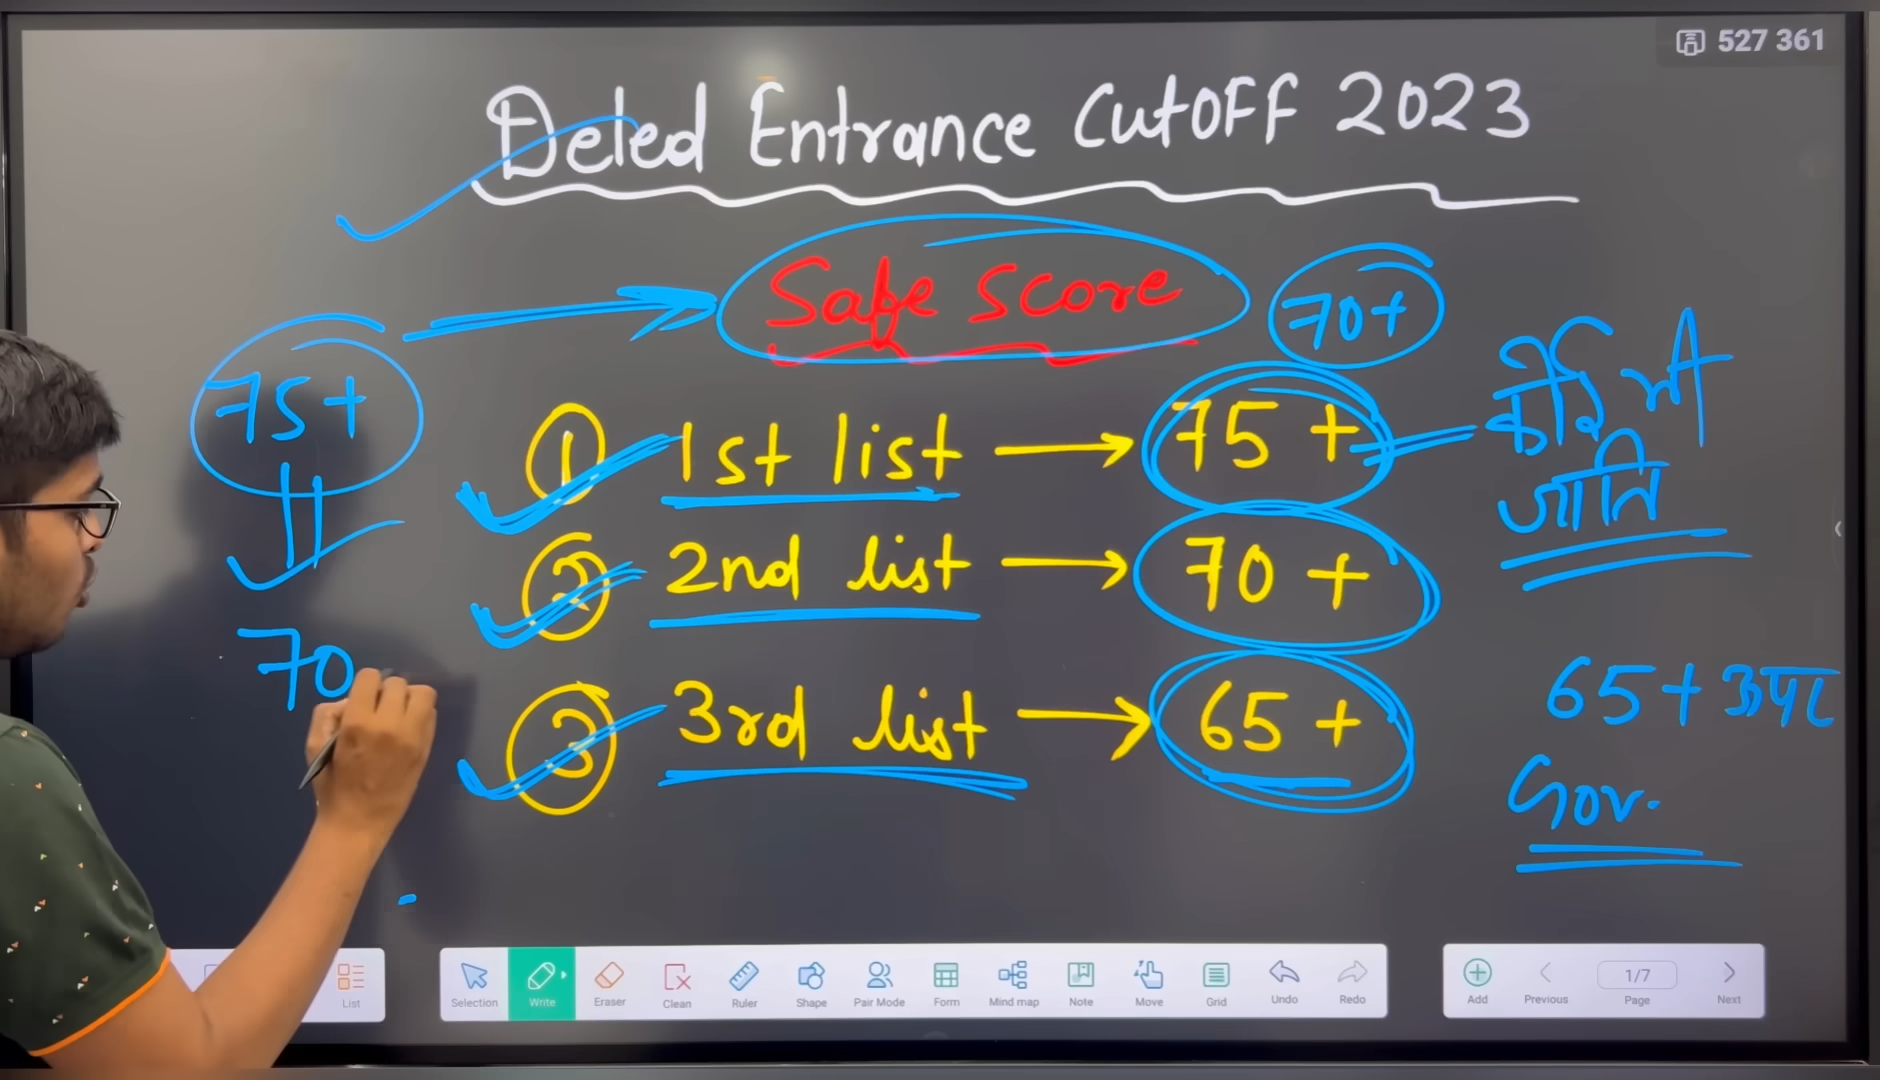 527 361
Deled Entrance CutOFF 2023
Safe Score
70+
75+
① 1st list → 75 +
कोई भी
जाति
② 2nd list → 70 +
70
③ 3rd list → 65 +
65+ ऊपर
Gov.
List
Selection Write Eraser Clean Ruler Shape Pair Mode Form Mind map Note Move Grid Undo Redo
1/7
Add Previous Page Next